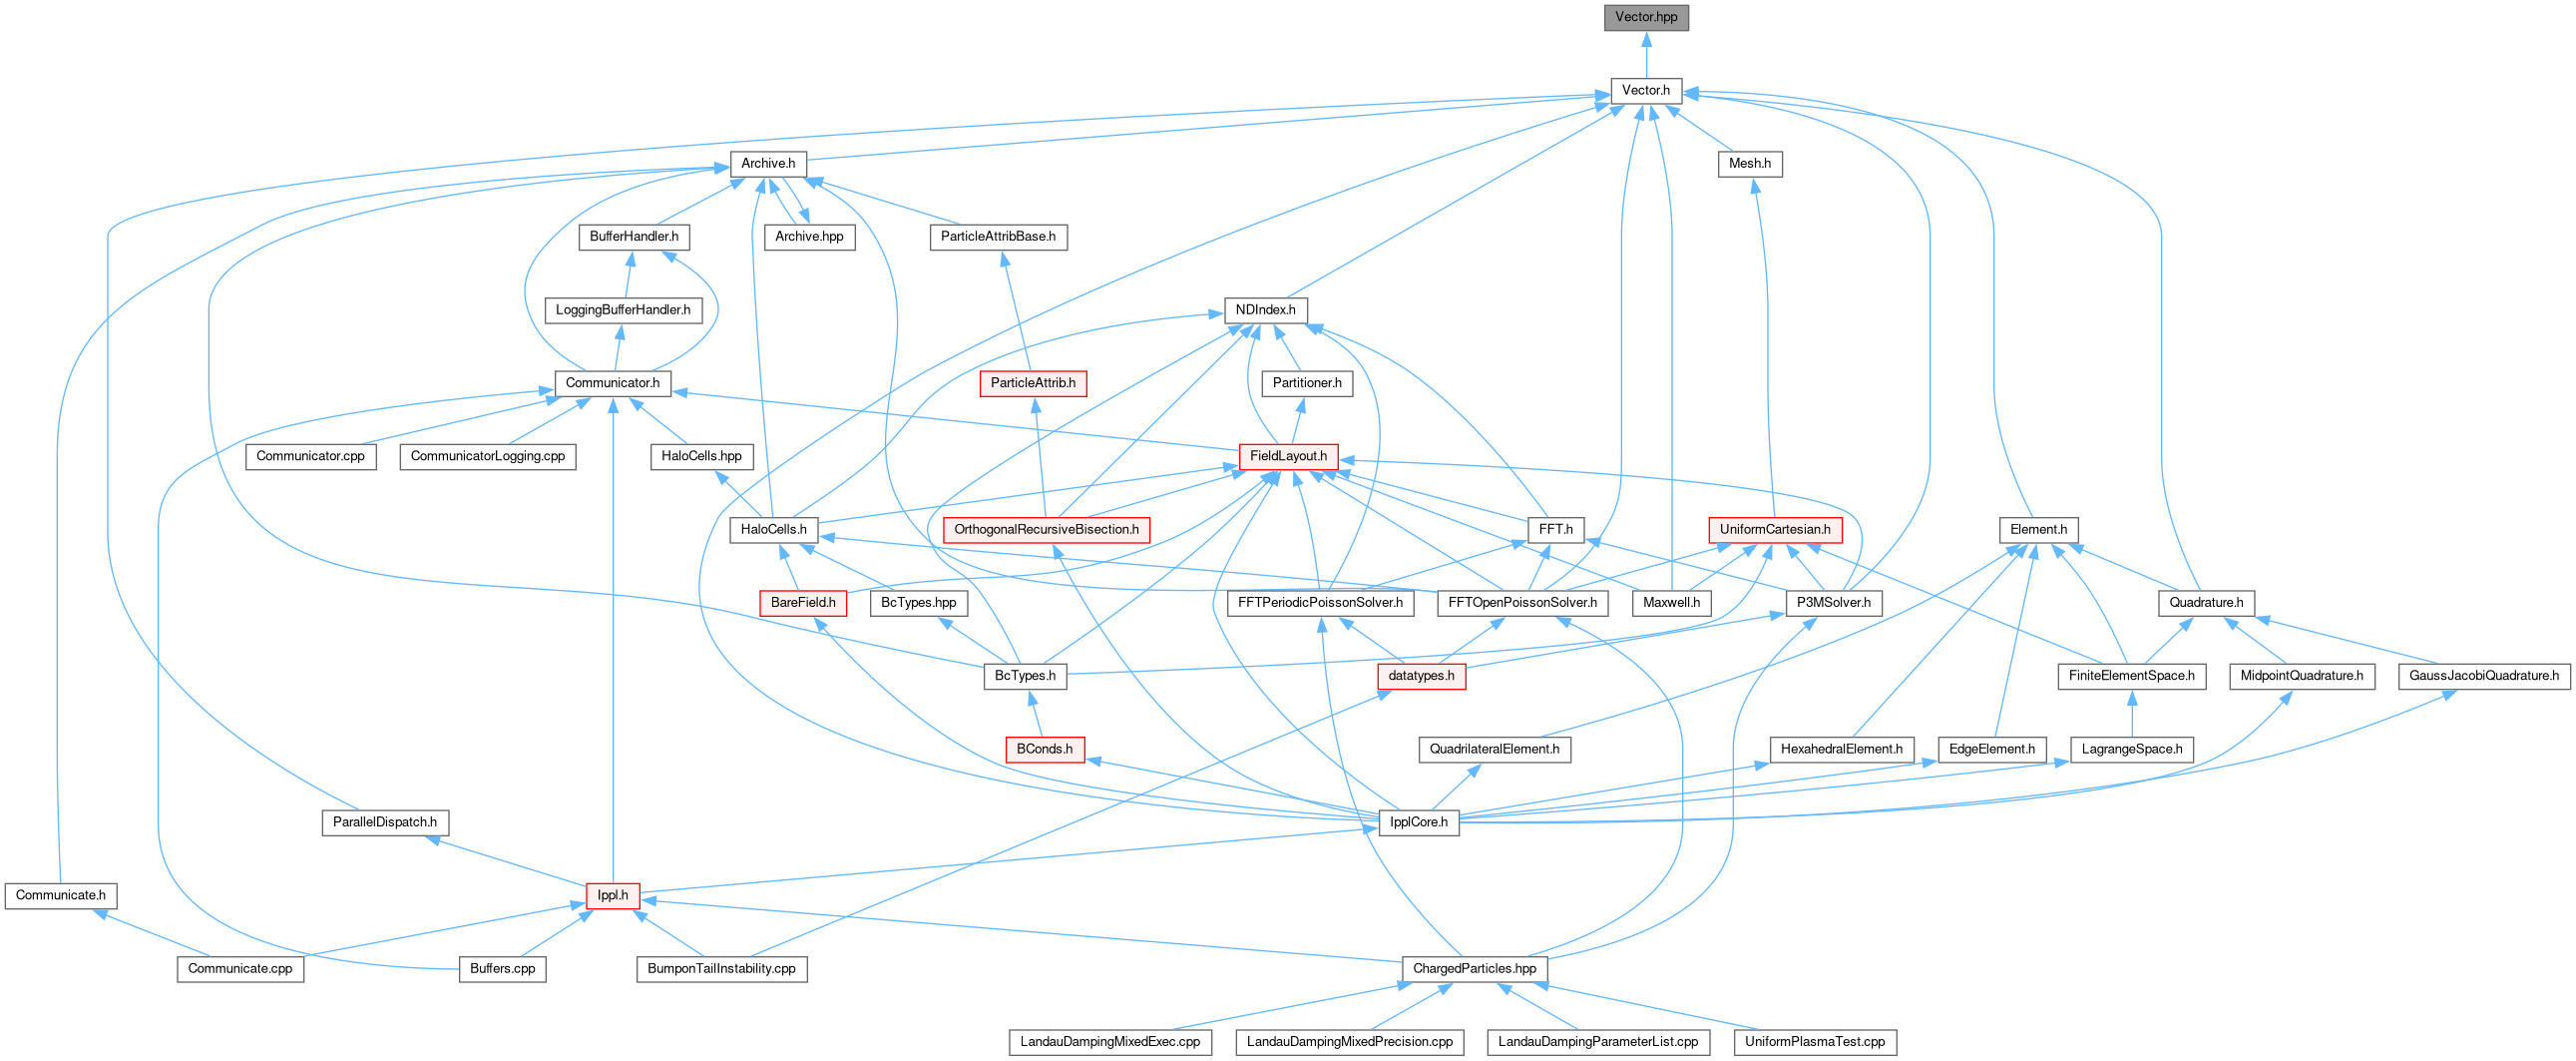 Vector.hpp
Vector.h
Archive.h
Mesh.h
BufferHandler.h
Archive.hpp
ParticleAttribBase.h
LoggingBufferHandler.h
NDIndex.h
Communicator.h
ParticleAttrib.h
Partitioner.h
Communicator.cpp
CommunicatorLogging.cpp
HaloCells.hpp
FieldLayout.h
HaloCells.h
OrthogonalRecursiveBisection.h
FFT.h
UniformCartesian.h
Element.h
BareField.h
BcTypes.hpp
FFTPeriodicPoissonSolver.h
FFTOpenPoissonSolver.h
Maxwell.h
P3MSolver.h
Quadrature.h
BcTypes.h
datatypes.h
FiniteElementSpace.h
MidpointQuadrature.h
GaussJacobiQuadrature.h
BConds.h
QuadrilateralElement.h
HexahedralElement.h
EdgeElement.h
LagrangeSpace.h
ParallelDispatch.h
IpplCore.h
Communicate.h
Ippl.h
Communicate.cpp
Buffers.cpp
BumponTailInstability.cpp
ChargedParticles.hpp
LandauDampingMixedExec.cpp
LandauDampingMixedPrecision.cpp
LandauDampingParameterList.cpp
UniformPlasmaTest.cpp